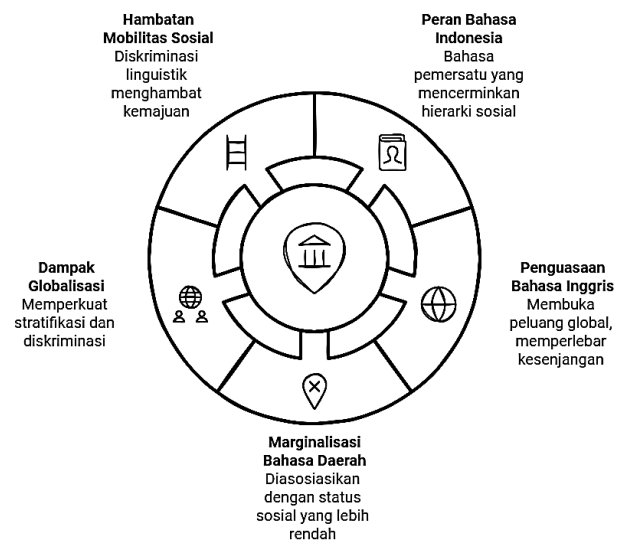 Hambatan
Mobilitas Sosial
Diskriminasi
linguistik
menghambat
kemajuan
Peran Bahasa
Indonesia
Bahasa
pemersatu yang
mencerminkan
hierarki sosial
Dampak
Globalisasi
Memperkuat
stratifikasi dan
diskriminasi
Penguasaan
Bahasa Inggris
Membuka
peluang global,
memperlebar
kesenjangan
Marginalisasi
Bahasa Daerah
Diasosiasikan
dengan status
sosial yang lebih
rendah